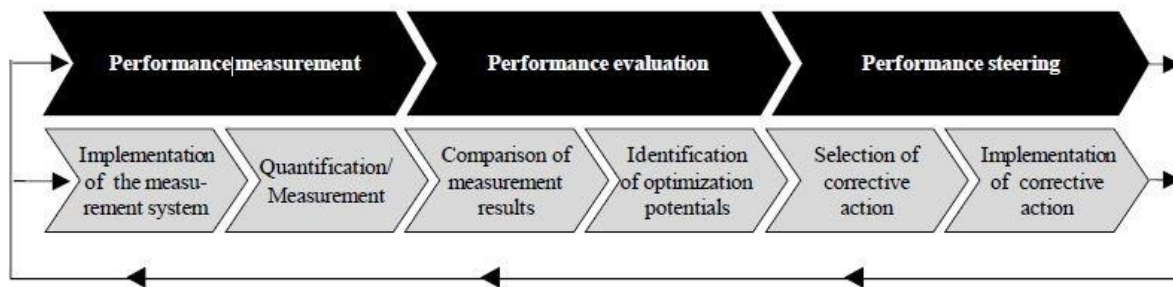 Performance|measurement
Performance evaluation
Performance steering
Implementation
of the measu-
rement system
Quantification/
Measurement
Comparison of
measurement
results
Identification
of optimization
potentials
Selection of
corrective
action
Implementation
of corrective
action